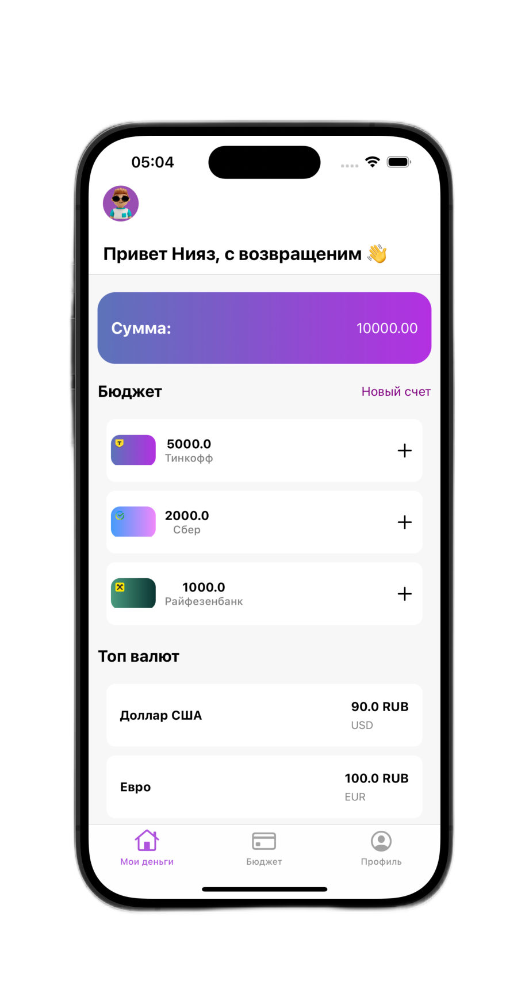 05:04
Привет Нияз, с возвращеним 👋
Сумма: 10000.00
Бюджет Новый счет
5000.0
Тинкофф
2000.0
Сбер
1000.0
Райфезенбанк
Топ валют
Доллар США
90.0 RUB
USD
Евро
100.0 RUB
EUR
Мои деньги Бюджет Профиль